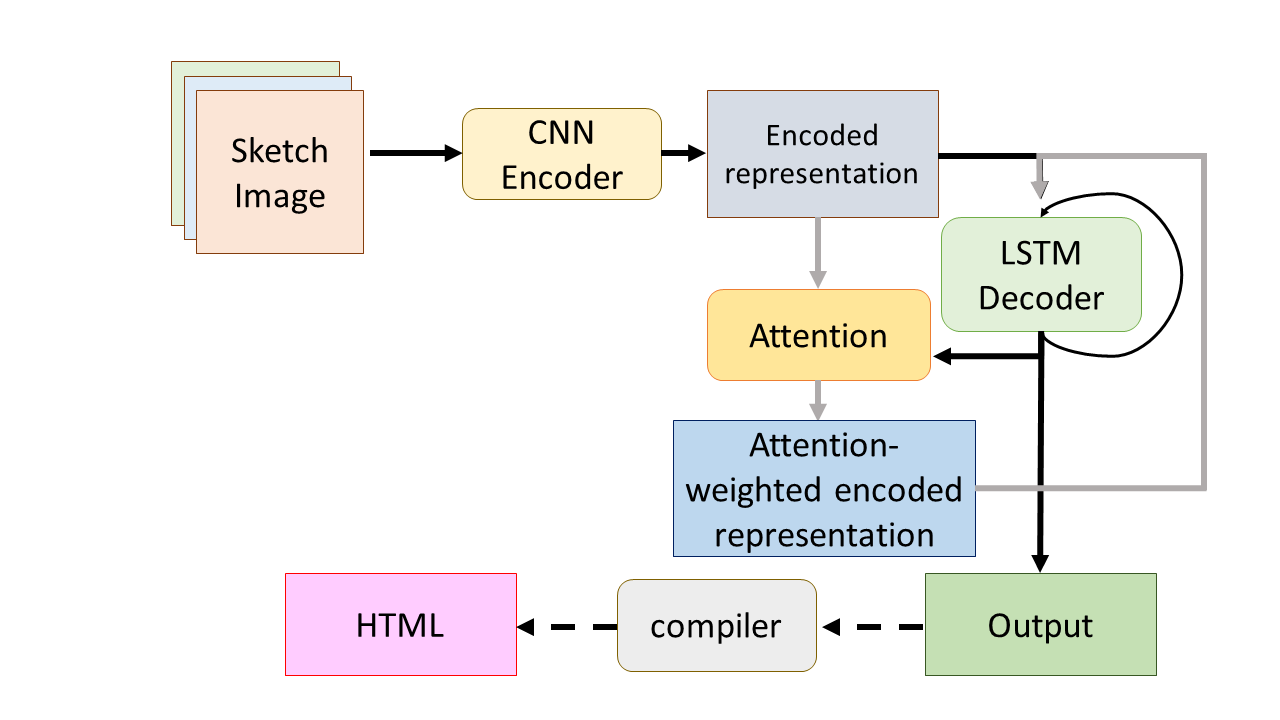 Sketch
Image
CNN
Encoder
Encoded
representation
LSTM
Decoder
Attention
Attention-
weighted encoded
representation
HTML
compiler
Output